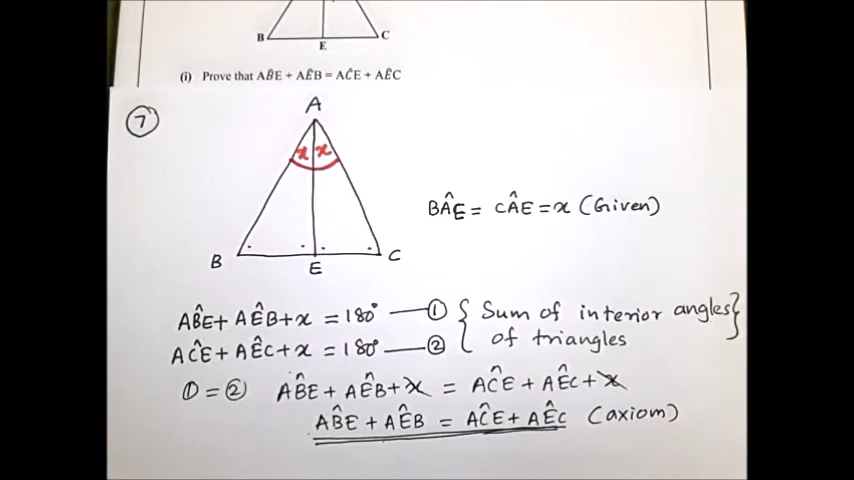 B E C
(i) Prove that AB̂E + AÊB = AĈE + AÊC
7
A
x x
BÂE = CÂE = x (Given)
B E C
AB̂E + AÊB + x = 180° — ① { Sum of interior angles }
AĈE + AÊC + x = 180° — ② of triangles
① = ② AB̂E + AÊB + x = AĈE + AÊC + x
AB̂E + AÊB = AĈE + AÊC (axiom)